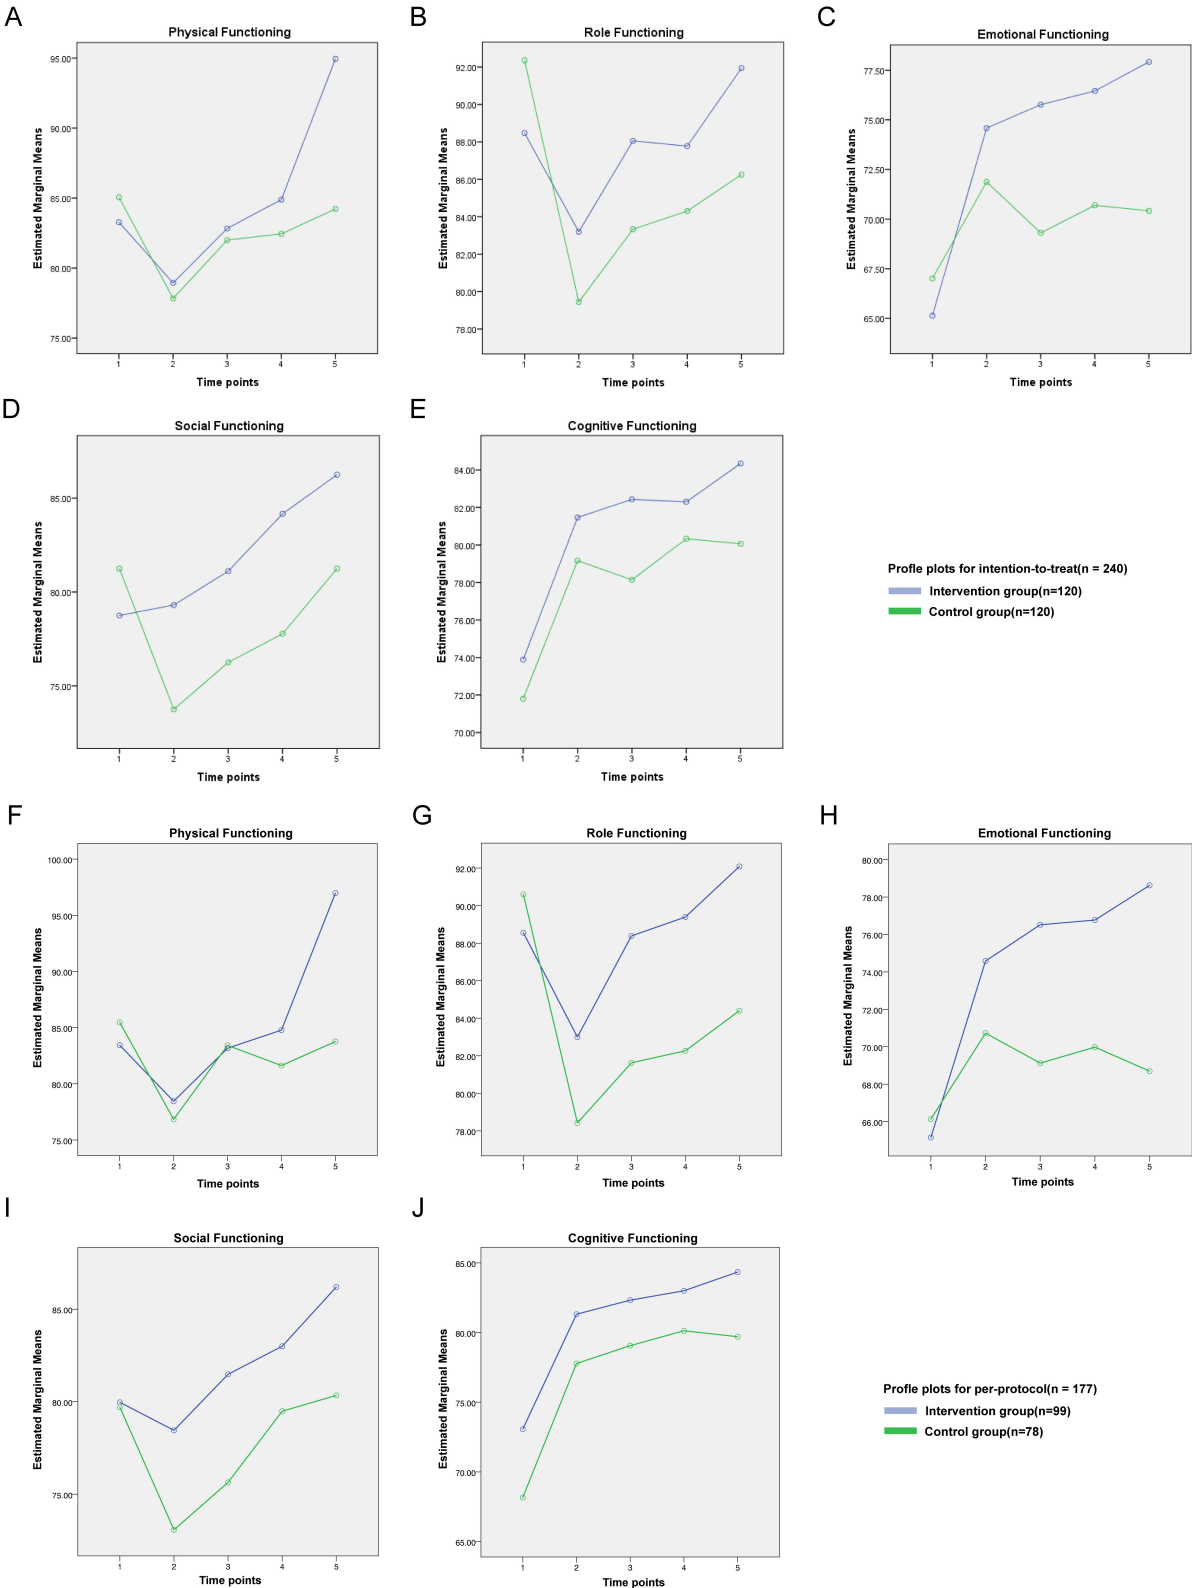 A
Physical Functioning
Estimated Marginal Means
95.00
90.00
85.00
80.00
75.00
1 2 3 4 5
Time points
B
Role Functioning
Estimated Marginal Means
92.00
90.00
88.00
86.00
84.00
82.00
80.00
78.00
1 2 3 4 5
Time points
C
Emotional Functioning
Estimated Marginal Means
77.50
75.00
72.50
70.00
67.50
65.00
1 2 3 4 5
Time points
D
Social Functioning
Estimated Marginal Means
85.00
80.00
75.00
1 2 3 4 5
Time points
E
Cognitive Functioning
Estimated Marginal Means
84.00
82.00
80.00
78.00
76.00
74.00
72.00
70.00
1 2 3 4 5
Time points
Profle plots for intention-to-treat(n = 240)
Intervention group(n=120)
Control group(n=120)
F
Physical Functioning
Estimated Marginal Means
100.00
95.00
90.00
85.00
80.00
75.00
1 2 3 4 5
Time points
G
Role Functioning
Estimated Marginal Means
92.00
90.00
88.00
86.00
84.00
82.00
80.00
78.00
1 2 3 4 5
Time points
H
Emotional Functioning
Estimated Marginal Means
80.00
78.00
76.00
74.00
72.00
70.00
68.00
66.00
1 2 3 4 5
Time points
I
Social Functioning
Estimated Marginal Means
85.00
80.00
75.00
1 2 3 4 5
Time points
J
Cognitive Functioning
Estimated Marginal Means
85.00
80.00
75.00
70.00
65.00
1 2 3 4 5
Time points
Profle plots for per-protocol(n = 177)
Intervention group(n=99)
Control group(n=78)